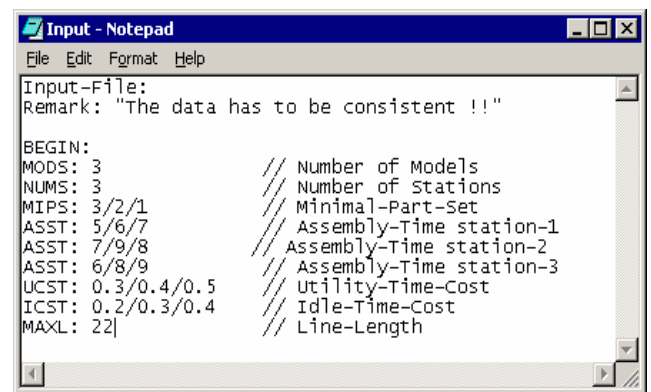 Input - Notepad
File Edit Format Help
Input-File:
Remark: "The data has to be consistent !!"
BEGIN:
MODS: 3 // Number of Models
NUMS: 3 // Number of Stations
MIPS: 3/2/1 // Minimal-Part-Set
ASST: 5/6/7 // Assembly-Time station-1
ASST: 7/9/8 // Assembly-Time station-2
ASST: 6/8/9 // Assembly-Time station-3
UCST: 0.3/0.4/0.5 // Utility-Time-Cost
ICST: 0.2/0.3/0.4 // Idle-Time-Cost
MAXL: 22 // Line-Length